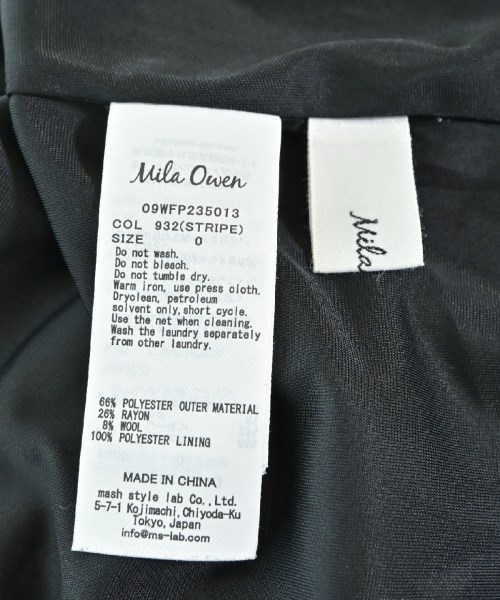 Mila Owen
09WFP235013
COL 932(STRIPE)
SIZE 0
Do not wash.
Do not bleach.
Do not tumble dry.
Warm iron, use press cloth.
Dryclean, petroleum
solvent only,short cycle.
Use the net when cleaning.
Wash the laundry separately
from other laundry.
66% POLYESTER OUTER MATERIAL
26% RAYON
8% WOOL
100% POLYESTER LINING
MADE IN CHINA
mash style lab Co.,Ltd.
5-7-1 Kojimachi,Chiyoda-Ku
Tokyo,Japan
info@ms-lab.com
Mila